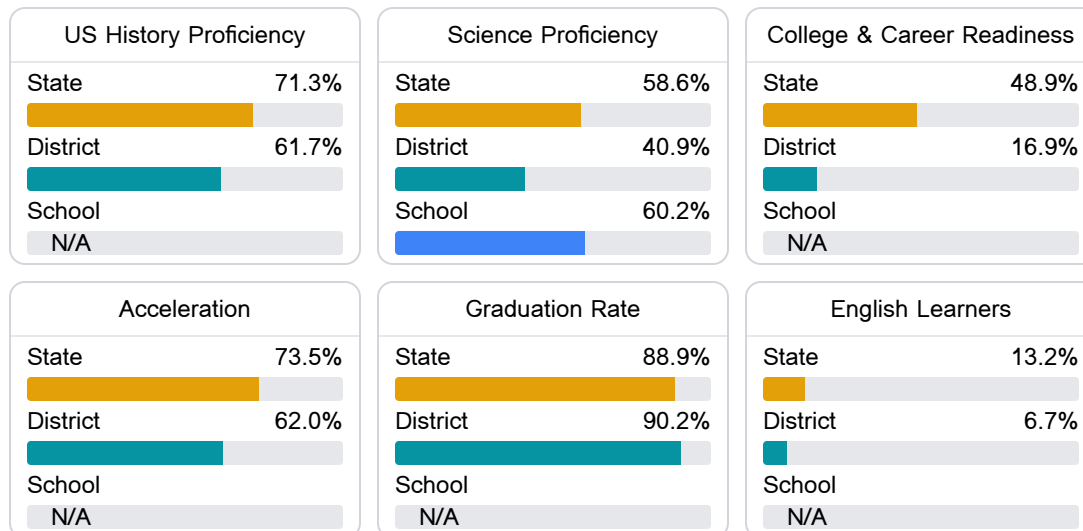 US History Proficiency
State 71.3%
District 61.7%
School
N/A
Science Proficiency
State 58.6%
District 40.9%
School 60.2%
College & Career Readiness
State 48.9%
District 16.9%
School
N/A
Acceleration
State 73.5%
District 62.0%
School
N/A
Graduation Rate
State 88.9%
District 90.2%
School
N/A
English Learners
State 13.2%
District 6.7%
School
N/A